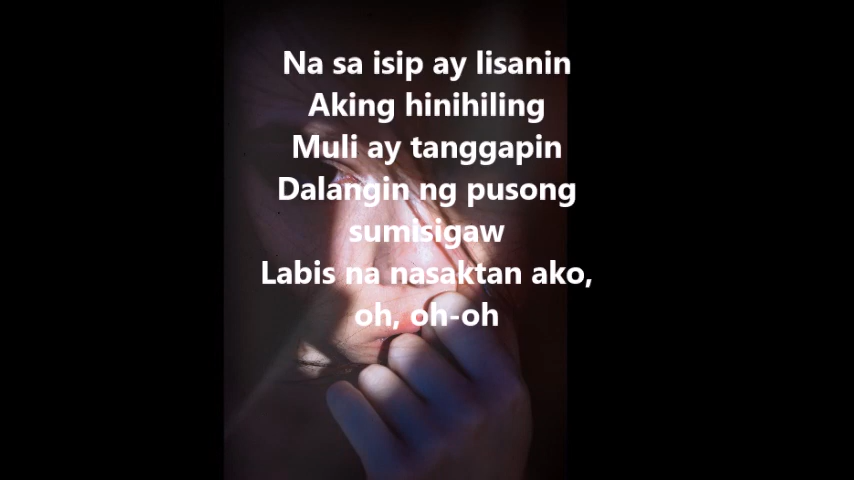 Na sa isip ay lisanin
Aking hinihiling
Muli ay tanggapin
Dalangin ng pusong
sumisigaw
Labis na nasaktan ako,
oh, oh-oh